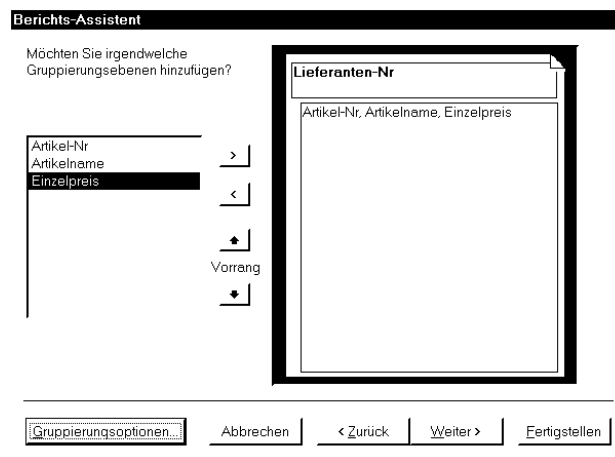 Berichts-Assistent
Möchten Sie irgendwelche
Gruppierungsebenen hinzufügen?
Artikel-Nr
Artikelname
Einzelpreis
>
<
Vorrang
Lieferanten-Nr
Artikel-Nr, Artikelname, Einzelpreis
Gruppierungsoptionen...
Abbrechen
< Zurück
Weiter >
Fertigstellen